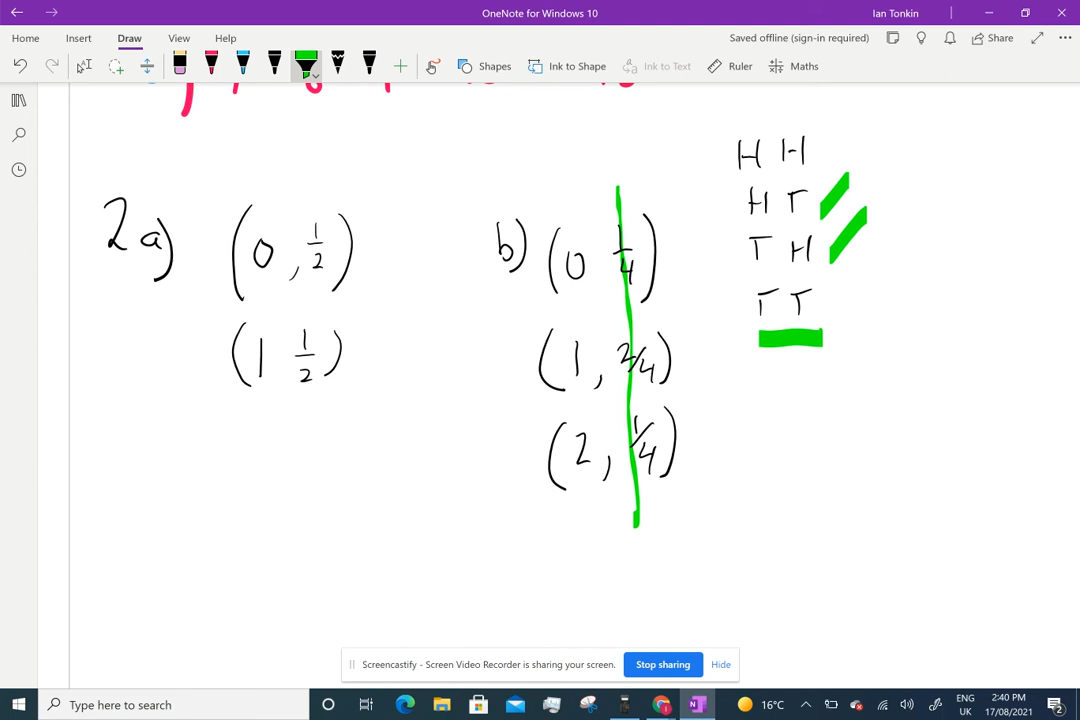 OneNote for Windows 10
Ian Tonkin
Home Insert Draw View Help
Saved offline (sign-in required)
Share
Shapes
Ink to Shape
Ink to Text
Ruler
Maths
2a) (0, 1/2)
(1 1/2)
b) (0 1/4)
(1, 2/4)
(2, 1/4)
H H
H T
T H
T T
Screencastify - Screen Video Recorder is sharing your screen.
Stop sharing
Hide
Type here to search
16°C
ENG
UK
2:40 PM
17/08/2021
2